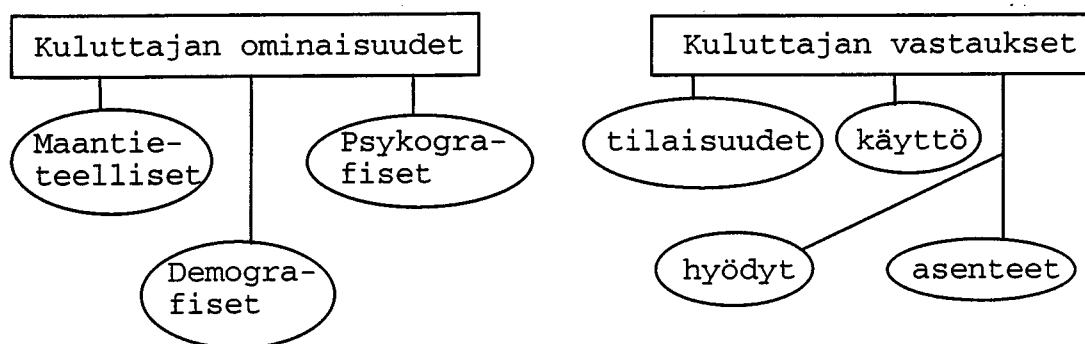 Kuluttajan ominaisuudet
Maantie-
teelliset
Psykogra-
fiset
Demogra-
fiset
Kuluttajan vastaukset
tilaisuudet
käyttö
hyödyt
asenteet